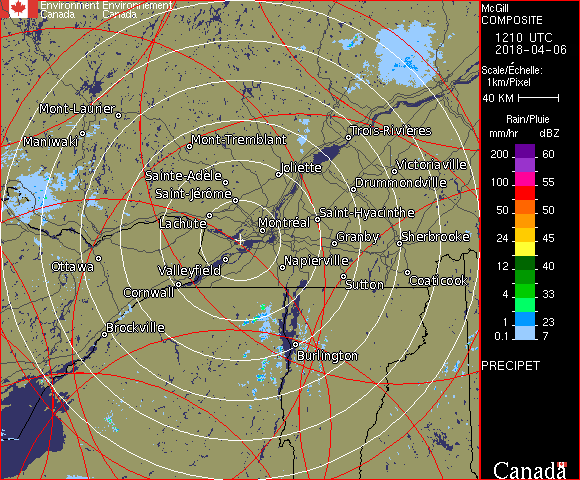 Environment Environnement
Canada Canada
Mont-Laurier
Maniwaki
Mont-Tremblant
Trois-Rivières
Sainte-Adèle
Joliette
Victoriaville
Saint-Jérôme
Drummondville
Lachute
Montréal
Saint-Hyacinthe
Granby
Sherbrooke
Ottawa
Valleyfield
Napierville
Cornwall
Sutton
Coaticook
Brockville
Burlington
McGill
COMPOSITE
1210 UTC
2018-04-06
Scale/Échelle:
1km/Pixel
40 KM
Rain/Pluie
mm/hr dBZ
200 60
150 57
100 55
50 50
24 45
12 40
4 33
1 23
0.1 7
PRECIPET
Canada